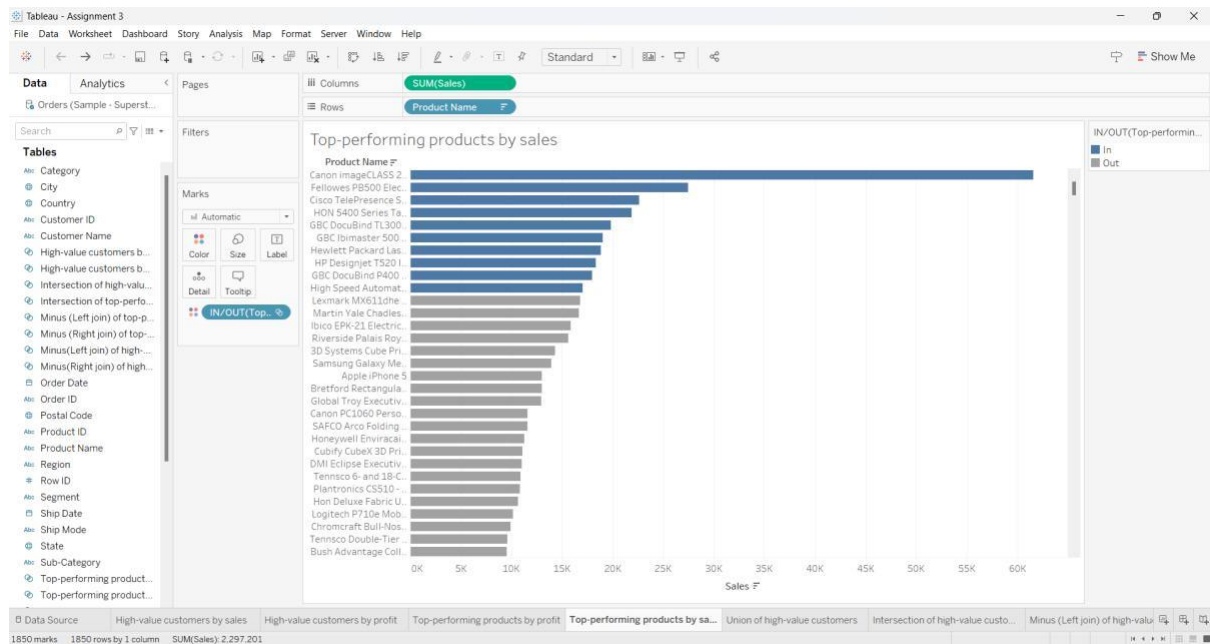 Tableau - Assignment 3
File Data Worksheet Dashboard Story Analysis Map Format Server Window Help
Standard
Show Me
Data Analytics
Pages
Columns
SUM(Sales)
Orders (Sample - Superst...
Rows
Product Name
Search
Filters
Tables
Category
City
Country
Customer ID
Customer Name
High-value customers b...
High-value customers b...
Intersection of high-valu...
Intersection of top-perfo...
Minus (Left join) of top-p...
Minus (Right join) of top-...
Minus(Left join) of high-...
Minus(Right join) of high...
Order Date
Order ID
Postal Code
Product ID
Product Name
Region
Row ID
Segment
Ship Date
Ship Mode
State
Sub-Category
Top-performing product...
Top-performing product...
Marks
Automatic
Color Size Label
Detail Tooltip
IN/OUT(Top..
Top-performing products by sales
Product Name
Canon imageCLASS 2..
Fellowes PB500 Elec..
Cisco TelePresence S..
HON 5400 Series Ta..
GBC DocuBind TL300..
GBC Ibimaster 500 ..
Hewlett Packard Las..
HP Designjet T520 I..
GBC DocuBind P400 ..
High Speed Automat..
Lexmark MX611dhe ..
Martin Yale Chadles..
Ibico EPK-21 Electric..
Riverside Palais Roy..
3D Systems Cube Pri..
Samsung Galaxy Me..
Apple iPhone 5
Bretford Rectangula..
Global Troy Executiv..
Canon PC1060 Perso..
SAFCO Arco Folding ..
Honeywell Enviracai..
Cubify CubeX 3D Pri..
DMI Eclipse Executiv..
Tennsco 6- and 18-C..
Plantronics CS510 - ..
Hon Deluxe Fabric U..
Logitech P710e Mob..
Chromcraft Bull-Nos..
Tennsco Double-Tier ..
Bush Advantage Coll..
0K 5K 10K 15K 20K 25K 30K 35K 40K 45K 50K 55K 60K
Sales
IN/OUT(Top-performin...
In
Out
Data Source High-value customers by sales High-value customers by profit Top-performing products by profit Top-performing products by sa... Union of high-value customers Intersection of high-value custo... Minus (Left join) of high-valu
1850 marks 1850 rows by 1 column SUM(Sales): 2,297,201